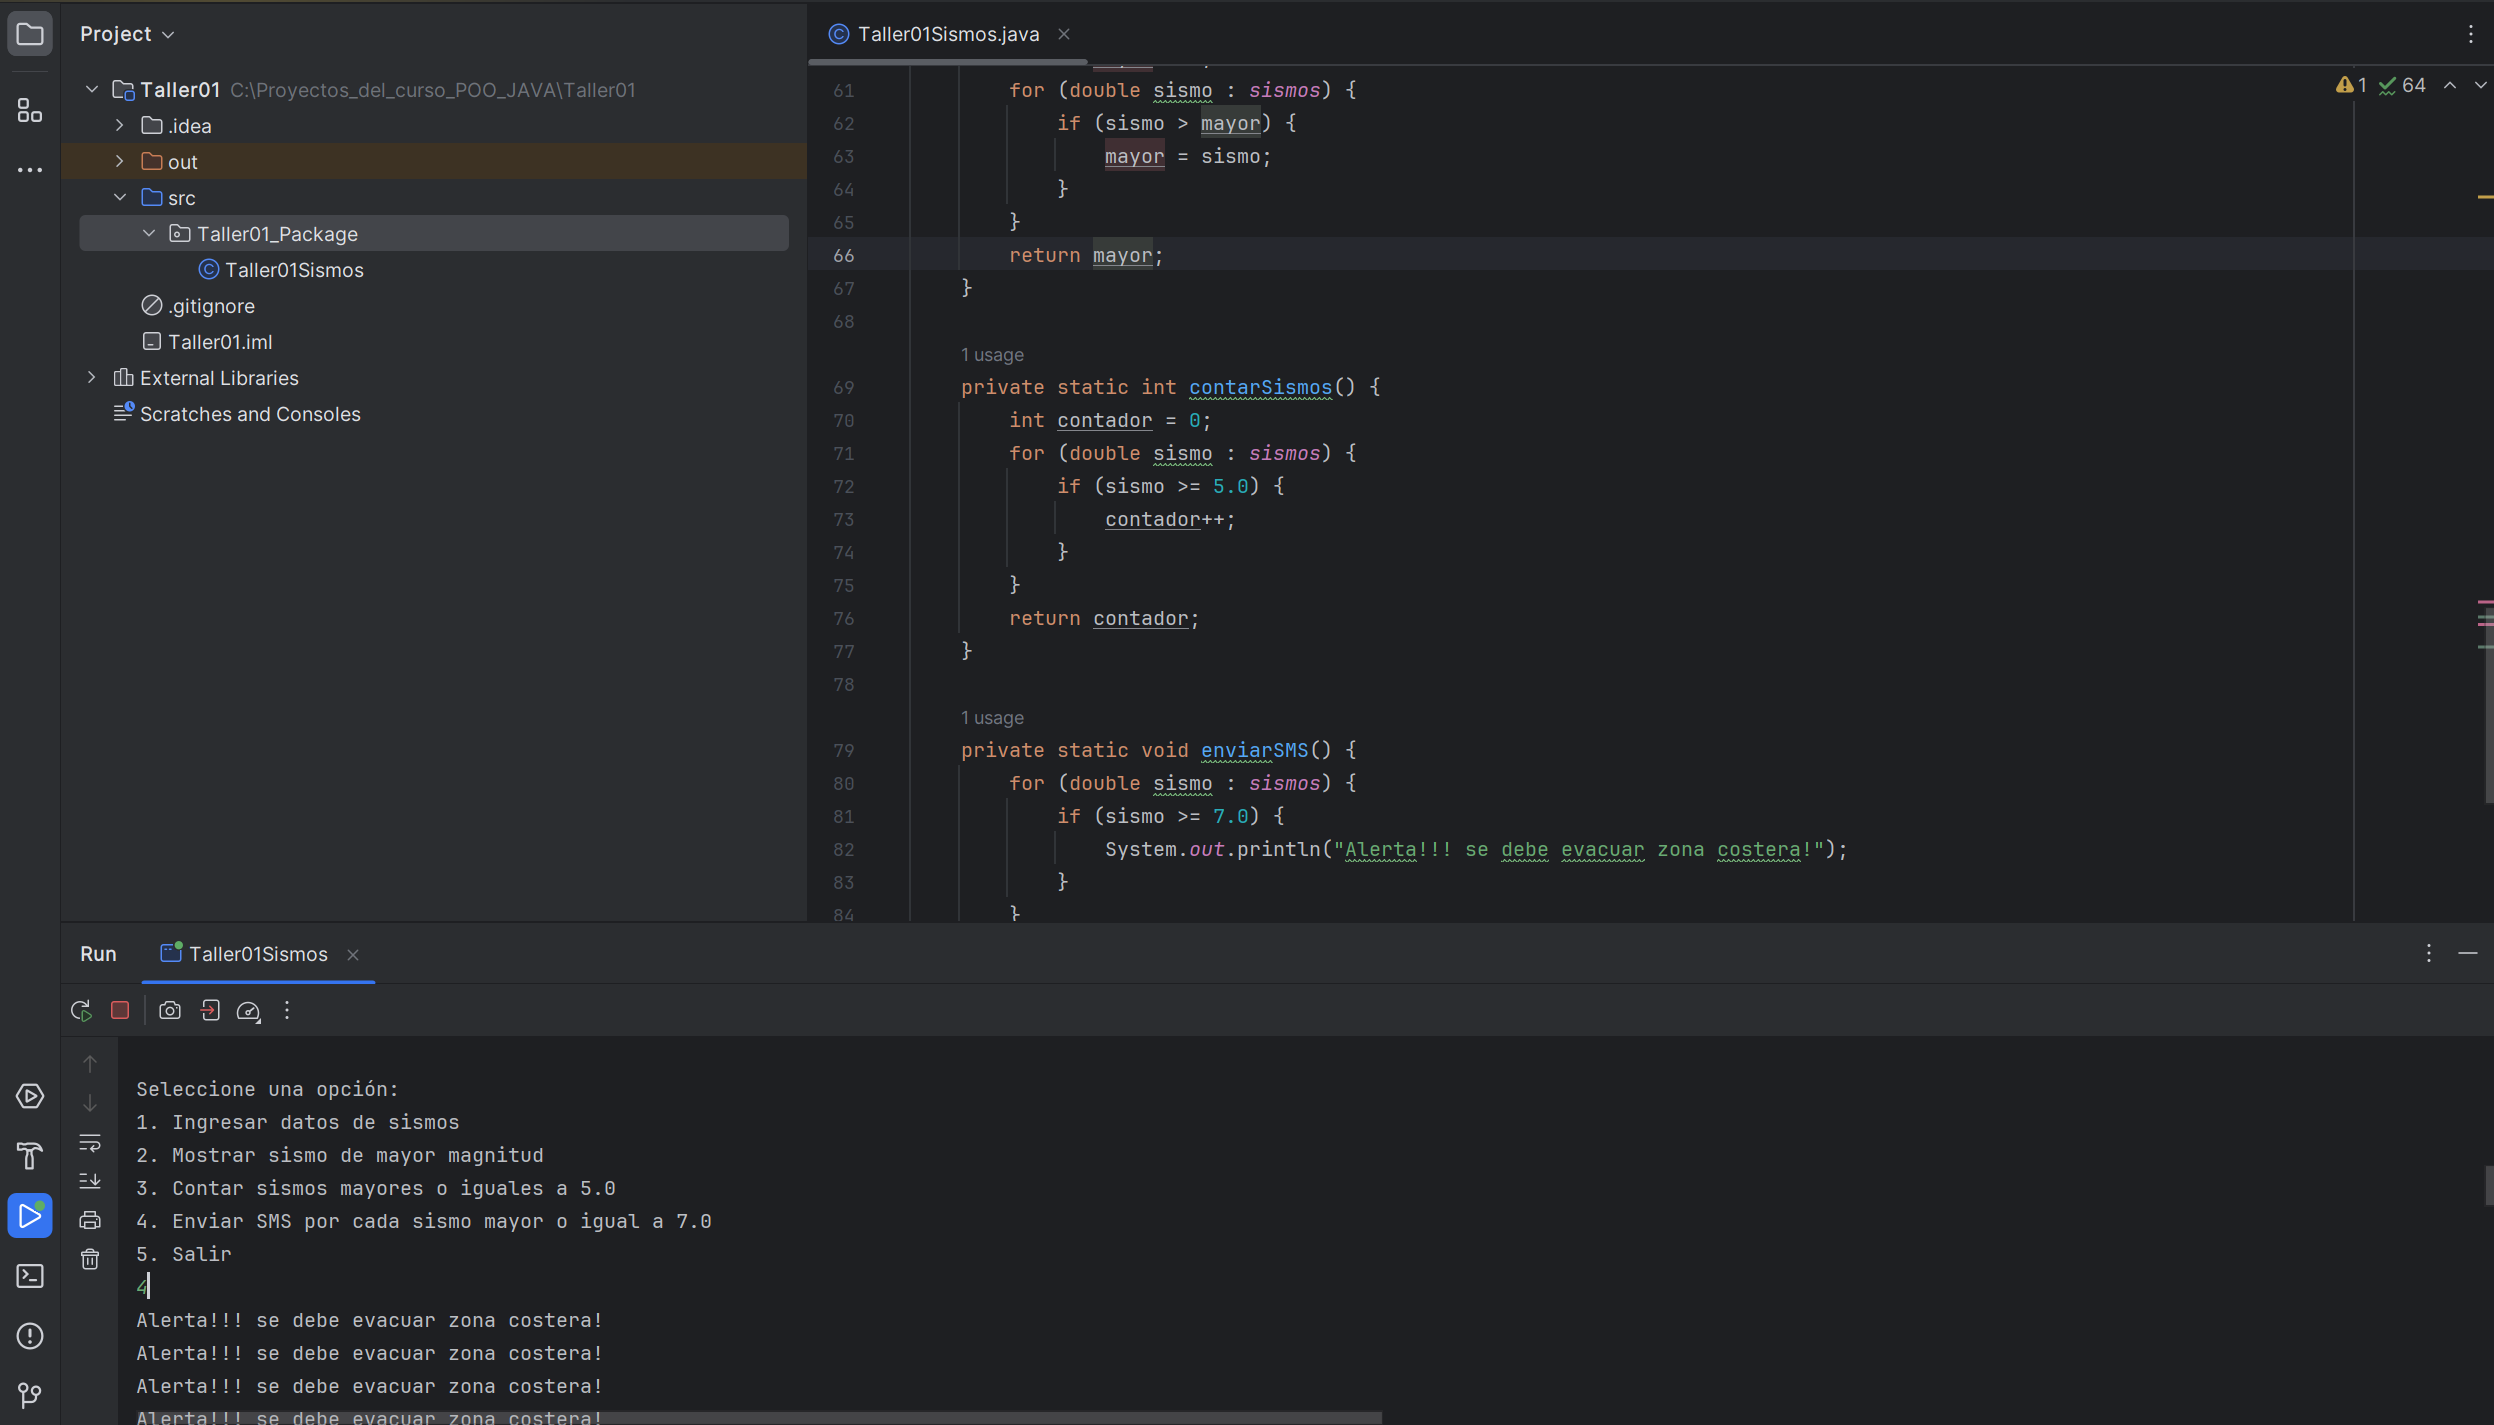 Project
Taller01 C:\Proyectos_del_curso_POO_JAVA\Taller01
.idea
out
src
Taller01_Package
Taller01Sismos
.gitignore
Taller01.iml
External Libraries
Scratches and Consoles
Taller01Sismos.java
1 64
61 for (double sismo : sismos) {
62 if (sismo > mayor) {
63 mayor = sismo;
64 }
65 }
66 return mayor;
67 }
68
1 usage
69 private static int contarSismos() {
70 int contador = 0;
71 for (double sismo : sismos) {
72 if (sismo >= 5.0) {
73 contador++;
74 }
75 }
76 return contador;
77 }
78
1 usage
79 private static void enviarSMS() {
80 for (double sismo : sismos) {
81 if (sismo >= 7.0) {
82 System.out.println("Alerta!!! se debe evacuar zona costera!");
83 }
84 }
Run Taller01Sismos
Seleccione una opción:
1. Ingresar datos de sismos
2. Mostrar sismo de mayor magnitud
3. Contar sismos mayores o iguales a 5.0
4. Enviar SMS por cada sismo mayor o igual a 7.0
5. Salir
4
Alerta!!! se debe evacuar zona costera!
Alerta!!! se debe evacuar zona costera!
Alerta!!! se debe evacuar zona costera!
Alerta!!! se debe evacuar zona costera!